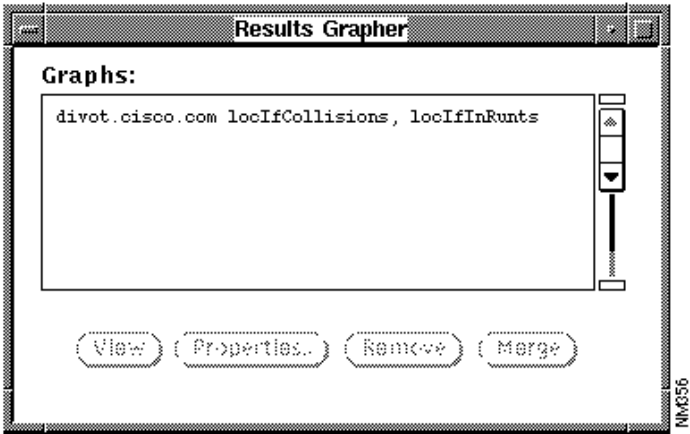 Results Grapher
Graphs:
divot.cisco.com locIfCollisions, locIfInRunts
View Properties.. Remove Merge
NM356